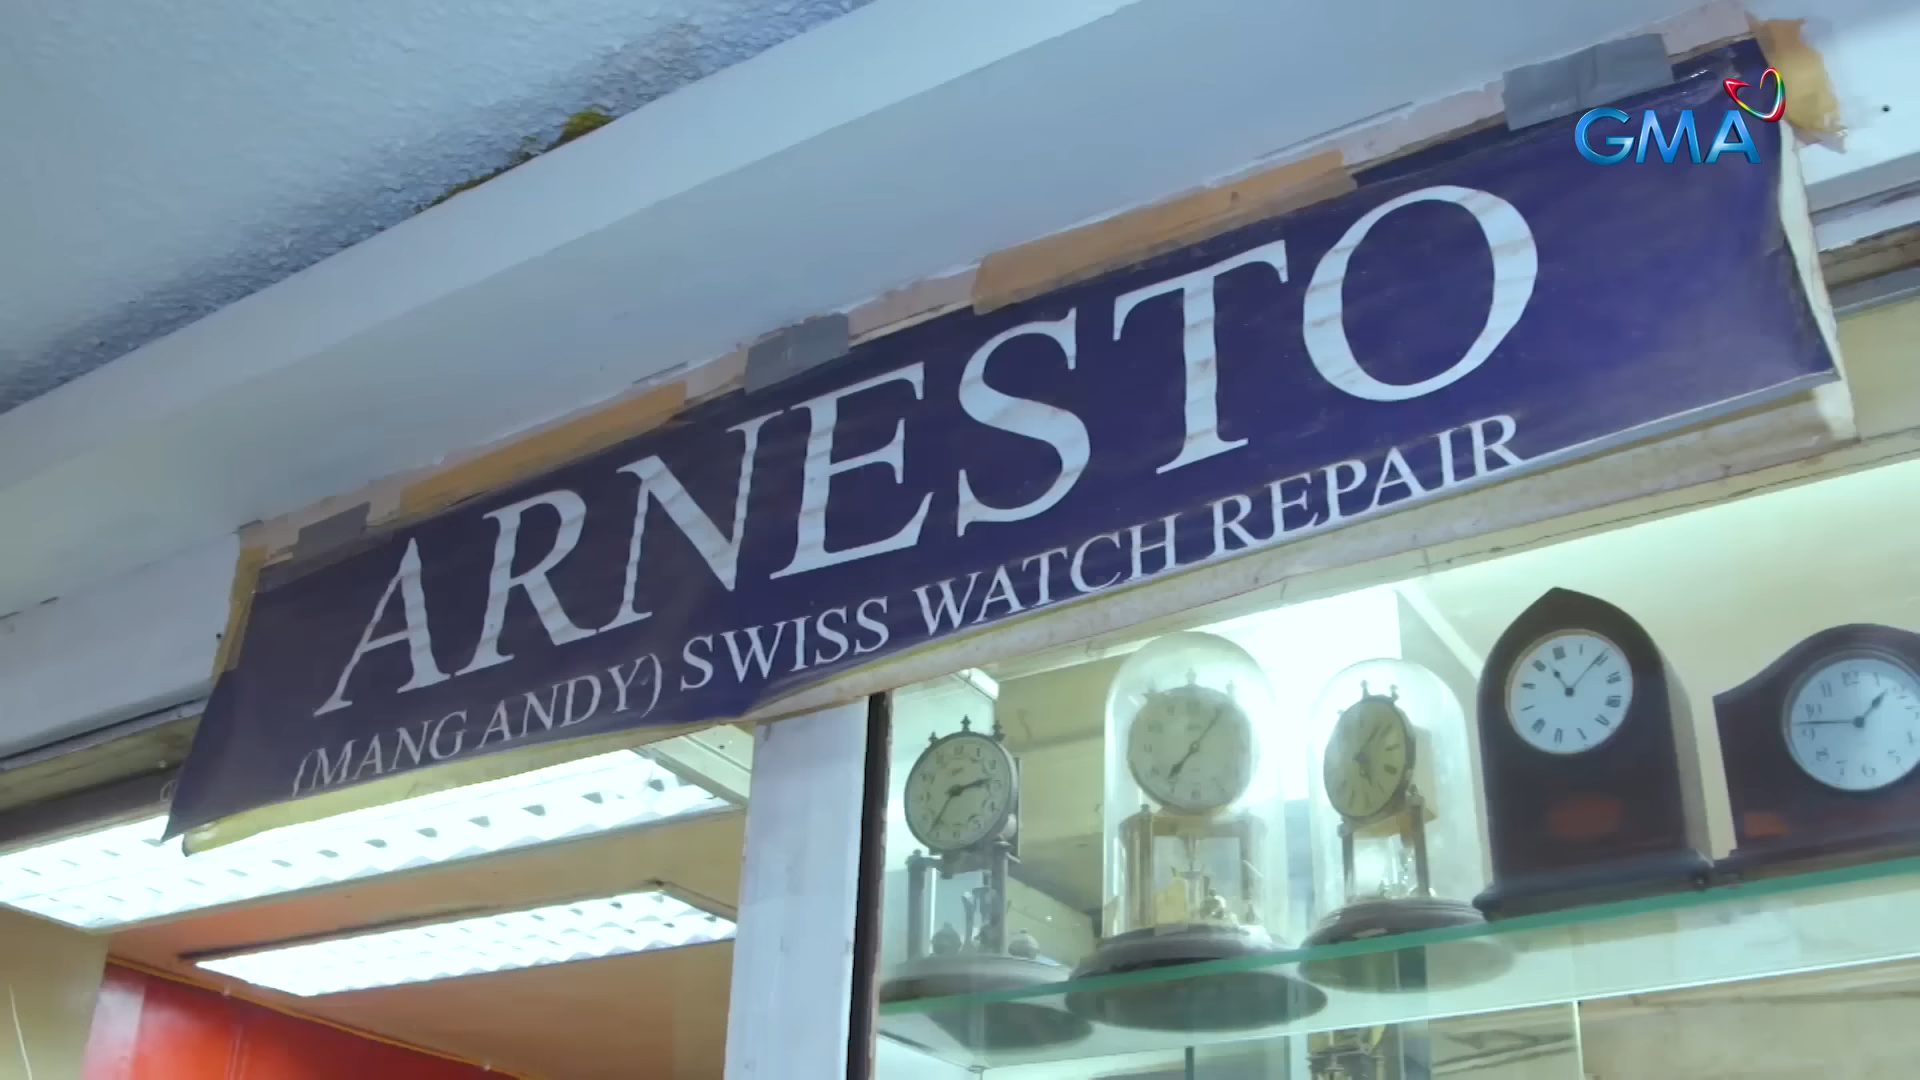 GMA
ARNESTO
(MANG ANDY) SWISS WATCH REPAIR